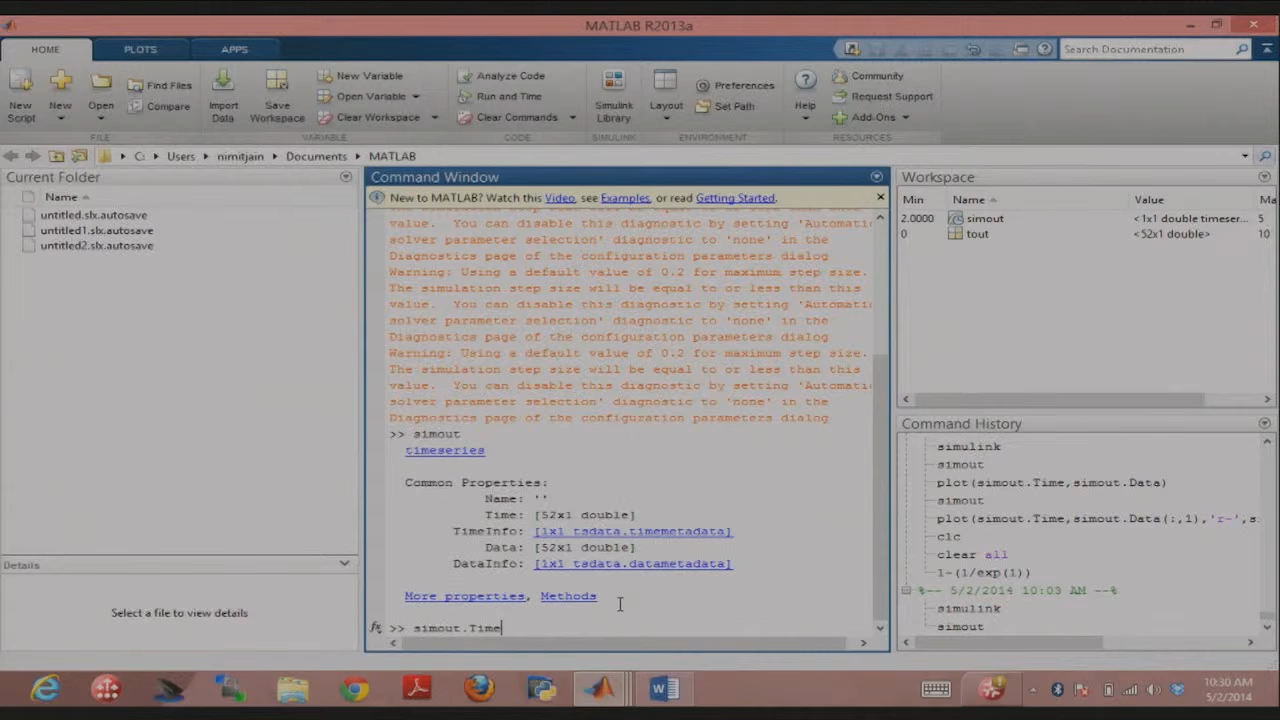 MATLAB R2013a
HOME PLOTS APPS
Search Documentation
New Script
New
Open
Find Files
Compare
Import Data
Save Workspace
New Variable
Open Variable
Clear Workspace
Analyze Code
Run and Time
Clear Commands
Simulink Library
Layout
Preferences
Set Path
Help
Community
Request Support
Add-Ons
FILE VARIABLE CODE SIMULINK ENVIRONMENT RESOURCES
C: Users nimitjain Documents MATLAB
Current Folder
Name
untitled.slx.autosave
untitled1.slx.autosave
untitled2.slx.autosave
Details
Select a file to view details
Command Window
New to MATLAB? Watch this Video, see Examples, or read Getting Started.
value. You can disable this diagnostic by setting 'Automatic
solver parameter selection' diagnostic to 'none' in the
Diagnostics page of the configuration parameters dialog
Warning: Using a default value of 0.2 for maximum step size.
The simulation step size will be equal to or less than this
value. You can disable this diagnostic by setting 'Automatic
solver parameter selection' diagnostic to 'none' in the
Diagnostics page of the configuration parameters dialog
Warning: Using a default value of 0.2 for maximum step size.
The simulation step size will be equal to or less than this
value. You can disable this diagnostic by setting 'Automatic
solver parameter selection' diagnostic to 'none' in the
Diagnostics page of the configuration parameters dialog
>> simout
timeseries
Common Properties:
Name: ''
Time: [52x1 double]
TimeInfo: [1x1 tsdata.timemetadata]
Data: [52x1 double]
DataInfo: [1x1 tsdata.datametadata]
More properties, Methods
fx >> simout.Time
Workspace
Min Name Value Ma
2.0000 simout <1x1 double timeser... 5
0 tout <52x1 double> 10
Command History
simulink
simout
plot(simout.Time,simout.Data)
simout
plot(simout.Time,simout.Data(:,1),'r-',s
clc
clear all
1-(1/exp(1))
%-- 5/2/2014 10:03 AM --%
simulink
simout
10:30 AM
5/2/2014